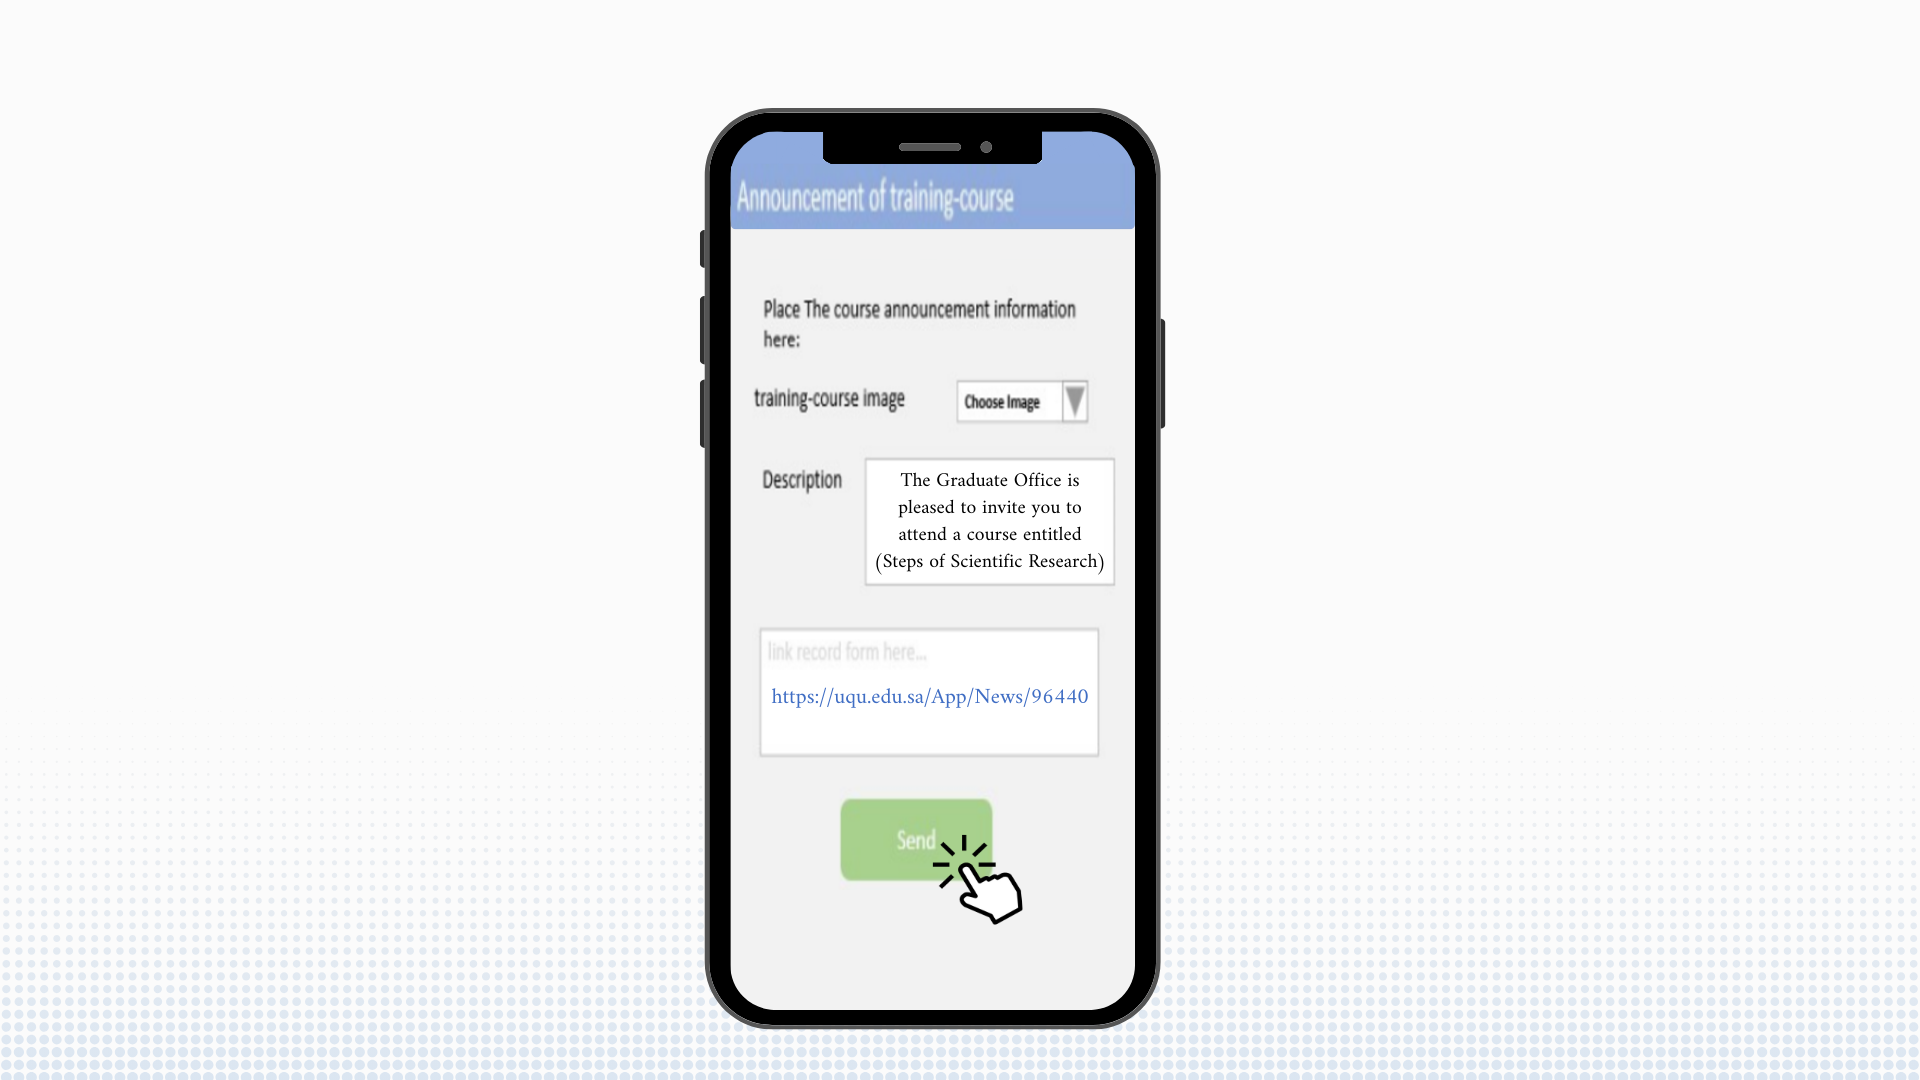 Announcement of training-course
Place The course announcement information
here:
training-course image
Choose Image
Description
The Graduate Office is
pleased to invite you to
attend a course entitled
(Steps of Scientific Research)
link record form here...
https://uqu.edu.sa/App/News/96440
Send